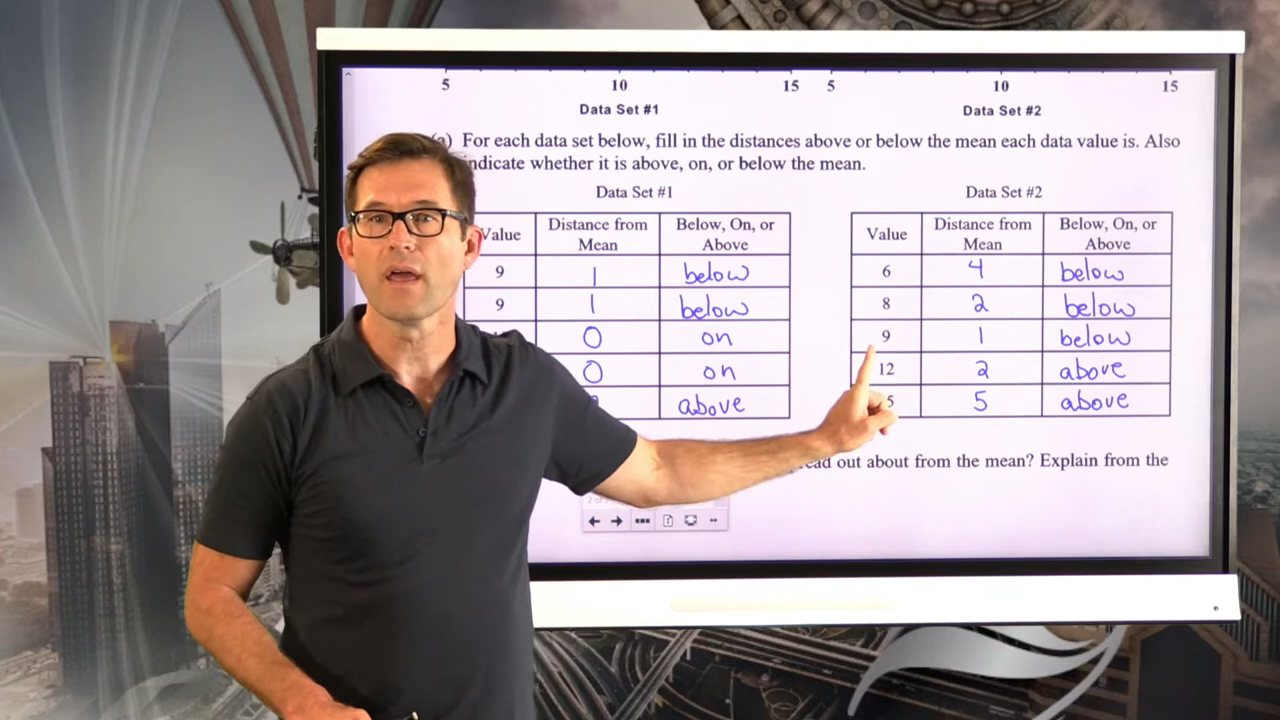 5 10 15 5 10 15
Data Set #1 Data Set #2
) For each data set below, fill in the distances above or below the mean each data value is. Also
indicate whether it is above, on, or below the mean.
Data Set #1 Data Set #2
Value Distance from Mean Below, On, or Above
9 1 below
9 1 below
0 on
0 on
above
Value Distance from Mean Below, On, or Above
6 4 below
8 2 below
9 1 below
12 2 above
5 5 above
out about from the mean? Explain from the